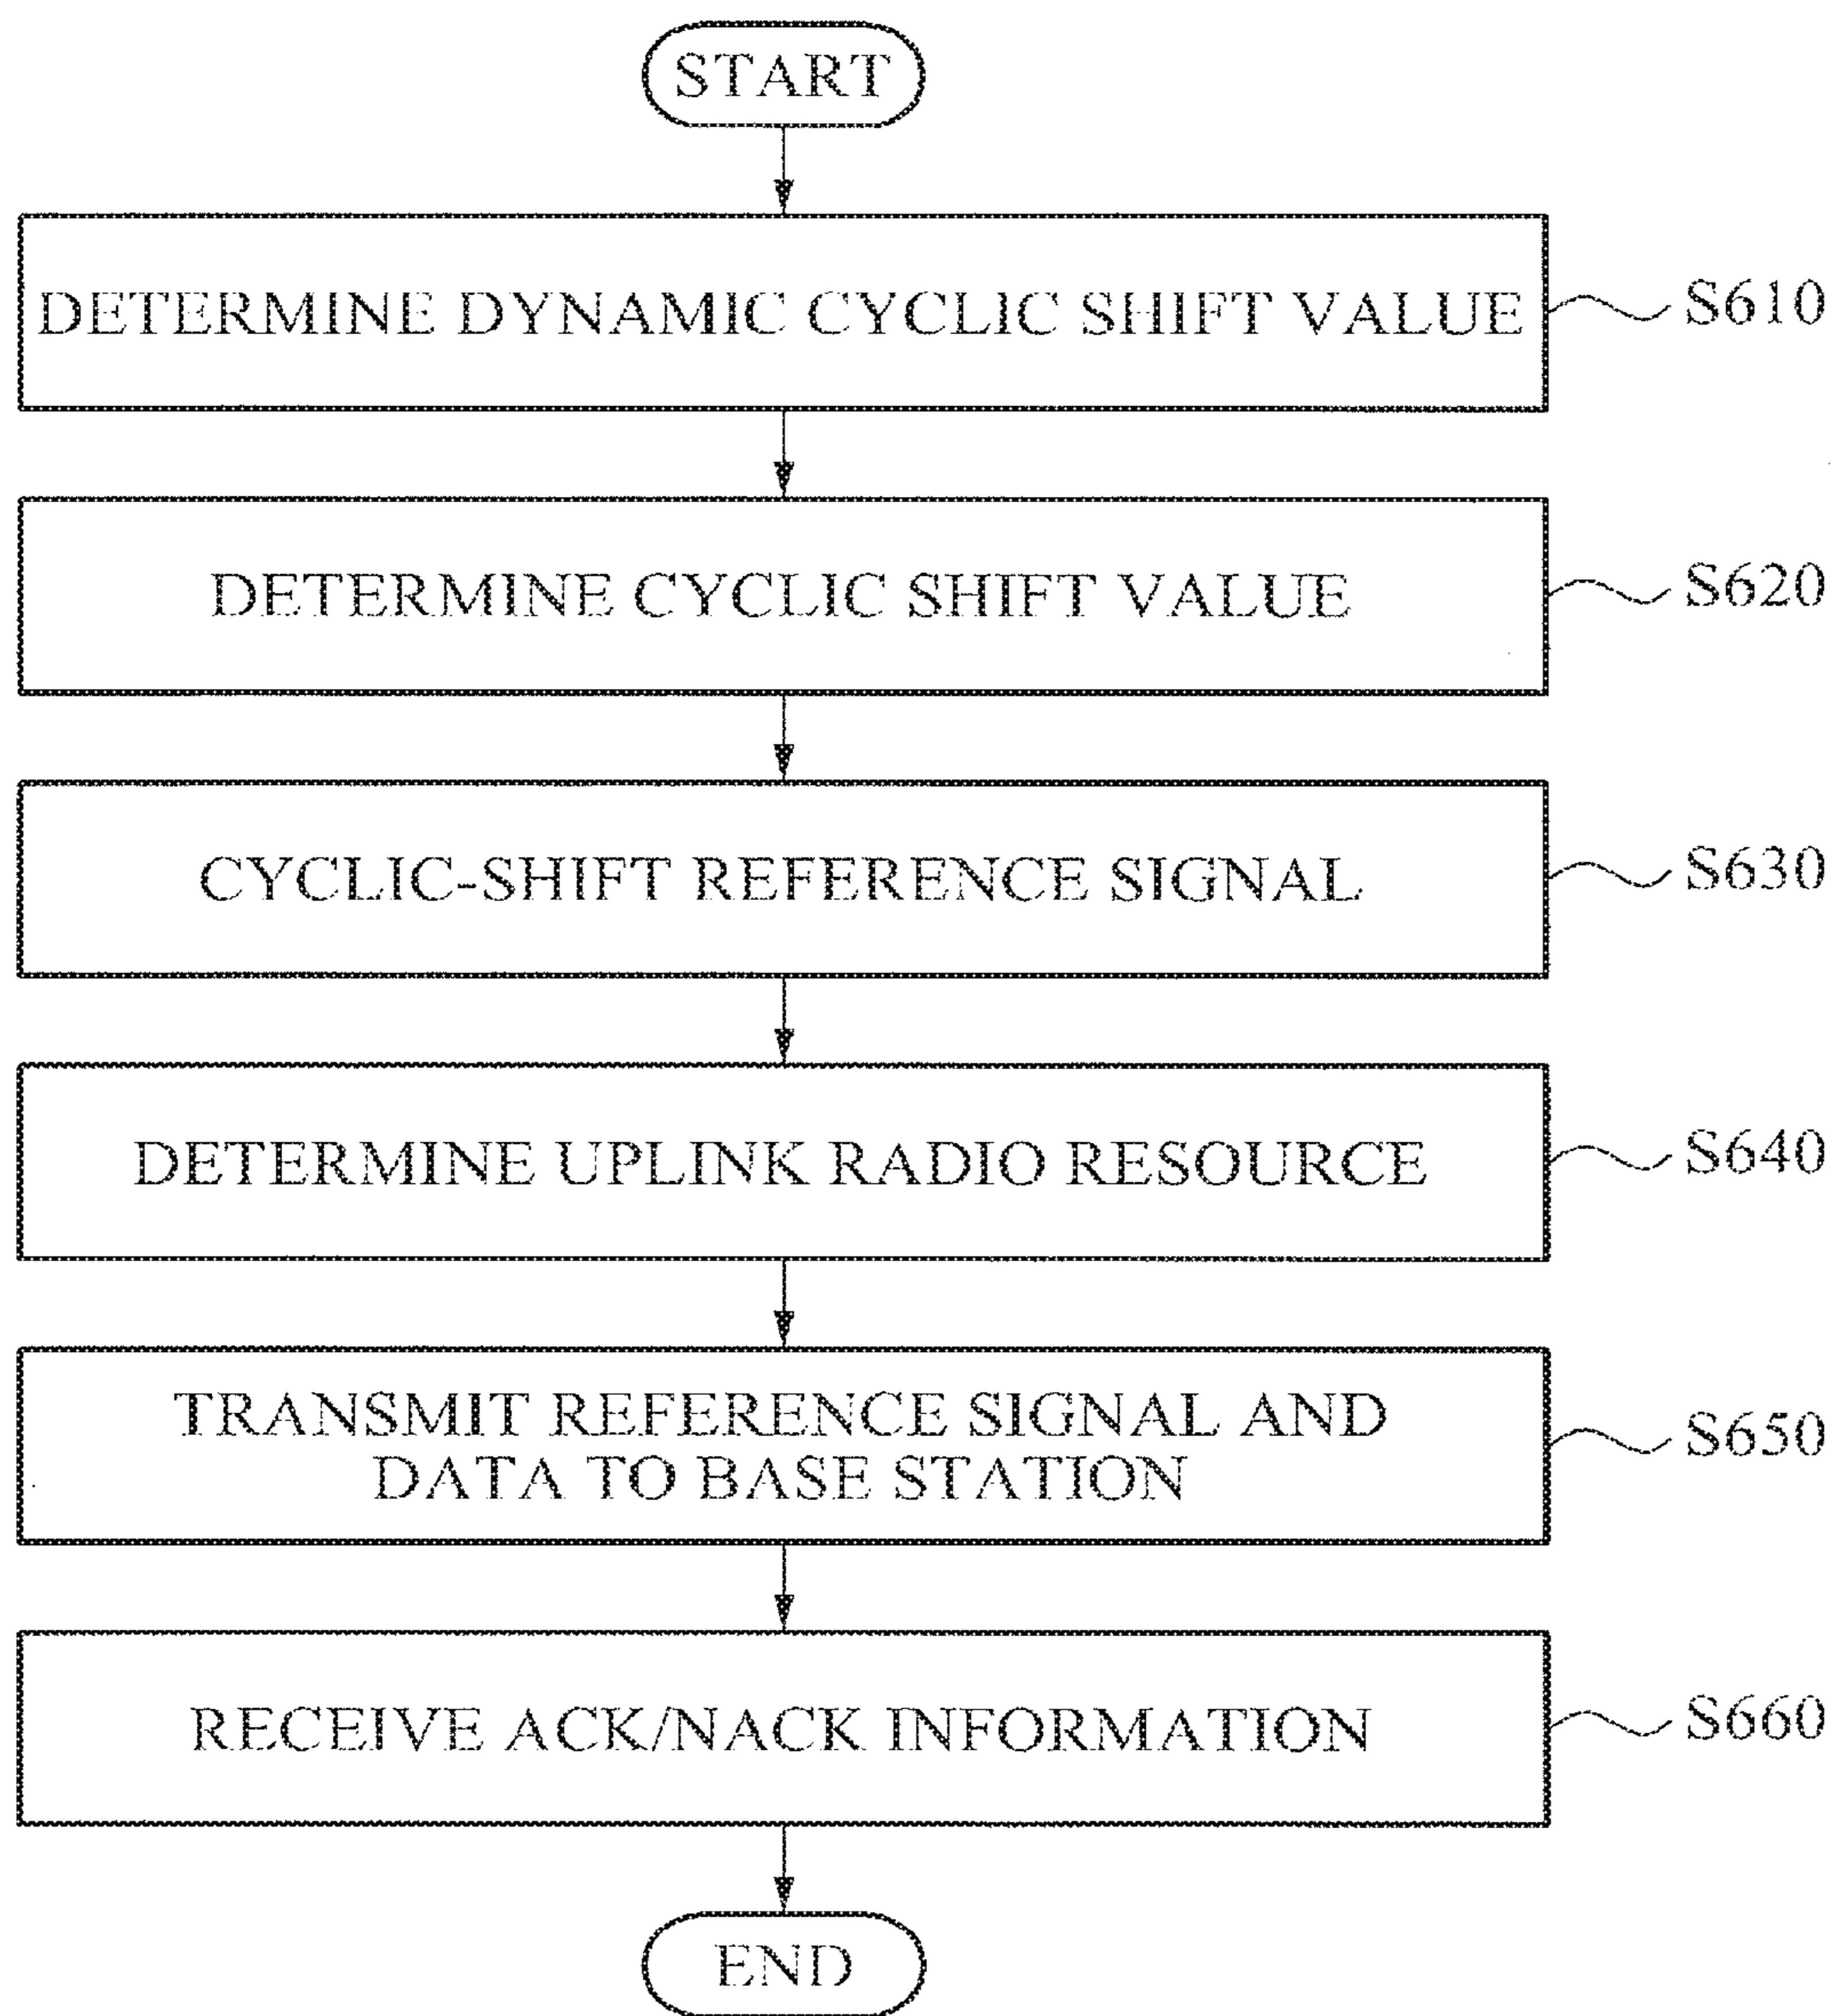 START
DETERMINE DYNAMIC CYCLIC SHIFT VALUE
S610
DETERMINE CYCLIC SHIFT VALUE
S620
CYCLIC-SHIFT REFERENCE SIGNAL
S630
DETERMINE UPLINK RADIO RESOURCE
S640
TRANSMIT REFERENCE SIGNAL AND
DATA TO BASE STATION
S650
RECEIVE ACK/NACK INFORMATION
S660
END